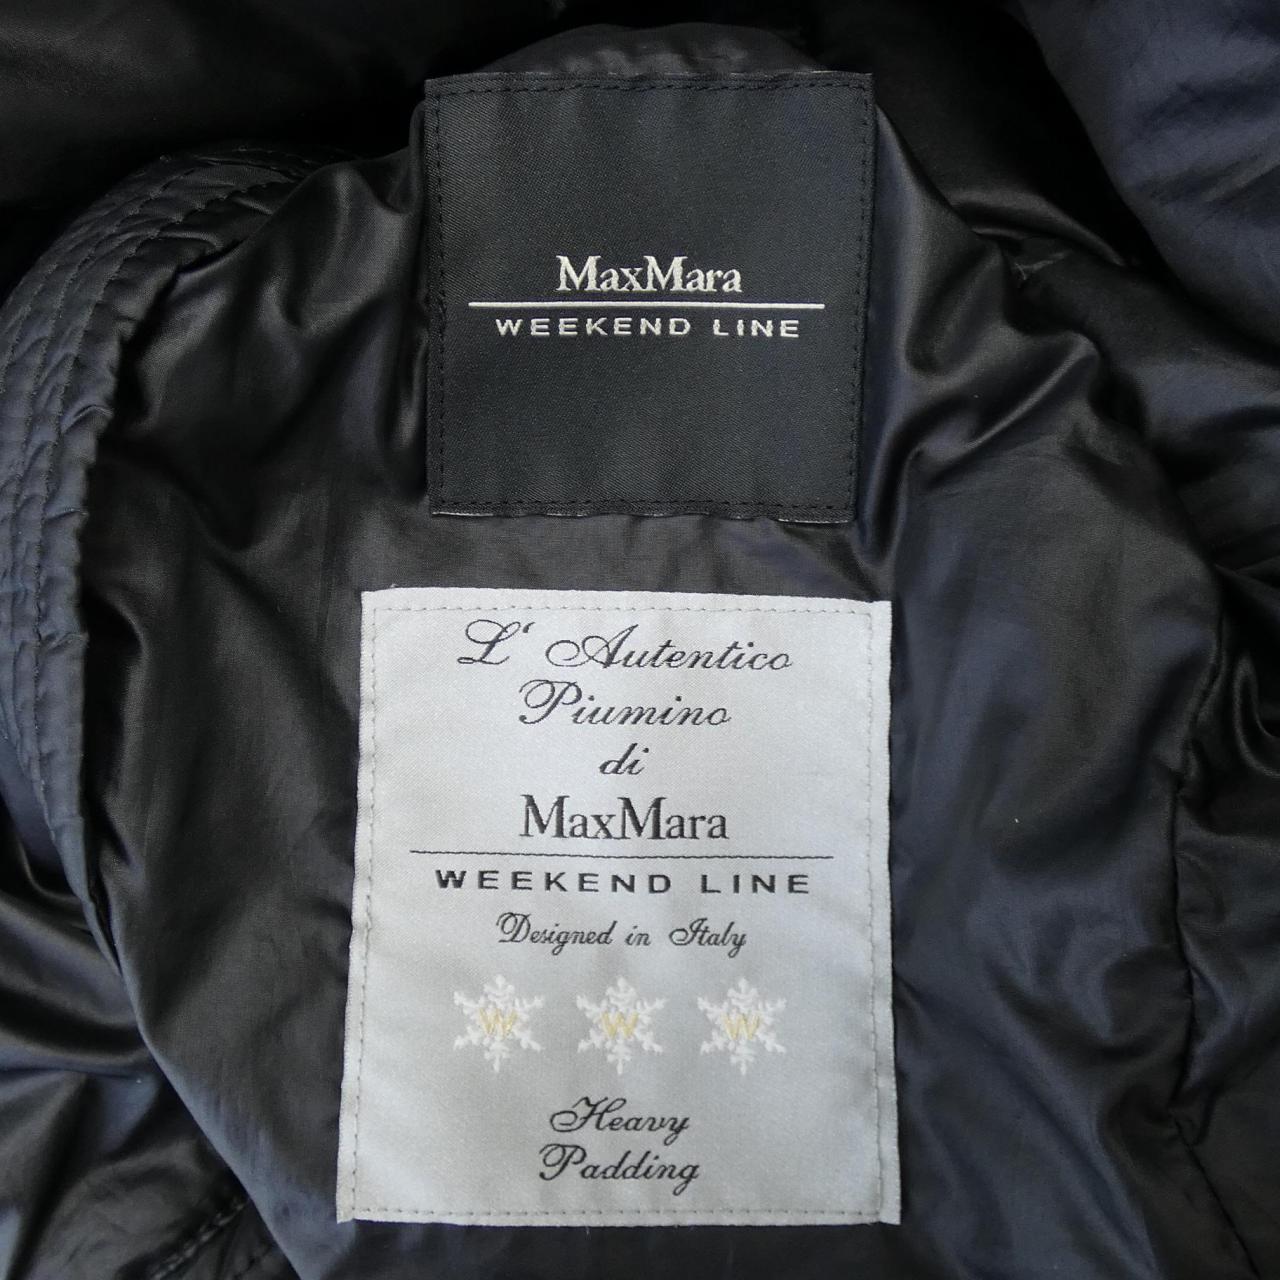 MaxMara
WEEKEND LINE
L' Autentico
Piumino
di
MaxMara
WEEKEND LINE
Designed in Italy
W W W
Heavy
Padding